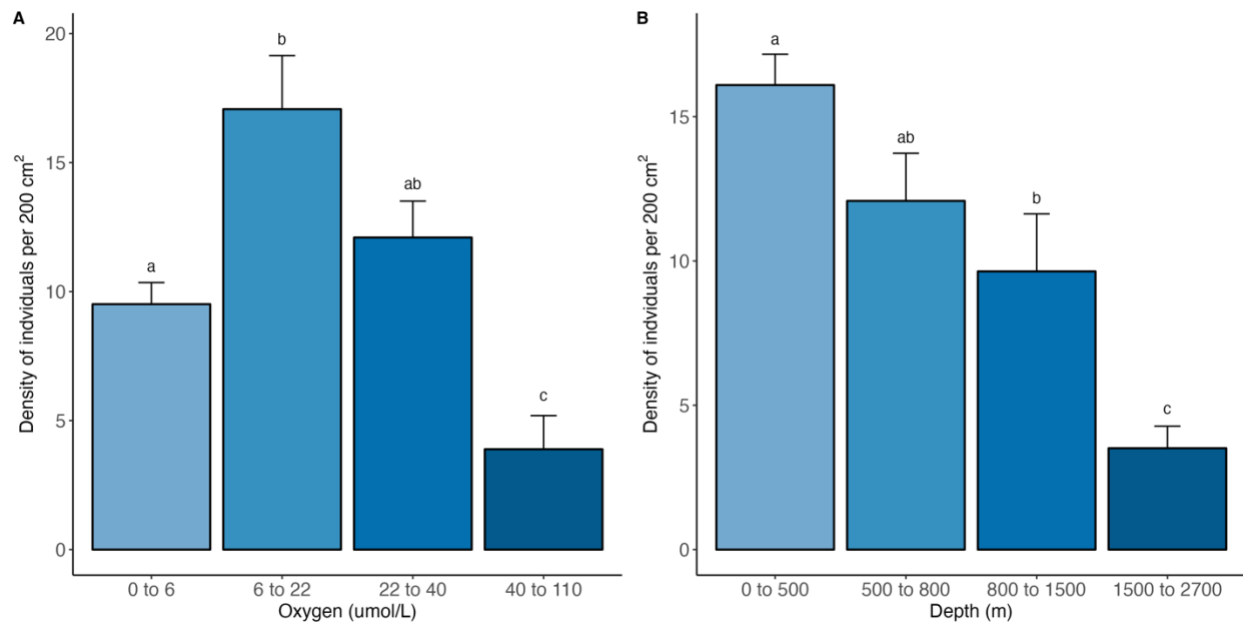 A
Density of indviduals per 200 cm²
20
15
10
5
0
b
ab
a
c
0 to 6
6 to 22
22 to 40
40 to 110
Oxygen (umol/L)
B
Density of indviduals per 200 cm²
15
10
5
0
a
ab
b
c
0 to 500
500 to 800
800 to 1500
1500 to 2700
Depth (m)